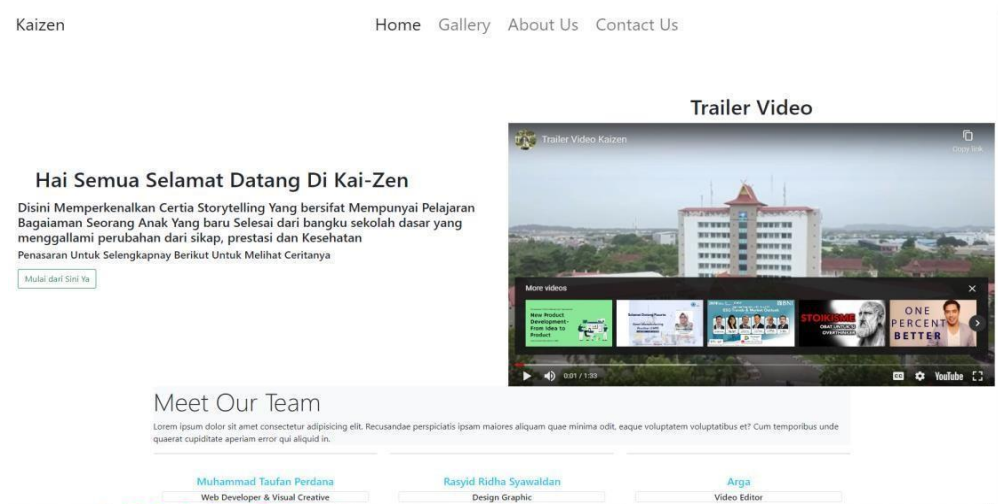 Kaizen
Home Gallery About Us Contact Us
Trailer Video
Trailer Video Kaizen
Copy link
Hai Semua Selamat Datang Di Kai-Zen
Disini Memperkenalkan Certia Storytelling Yang bersifat Mempunyai Pelajaran
Bagaiaman Seorang Anak Yang baru Selesai dari bangku sekolah dasar yang
menggallami perubahan dari sikap, prestasi dan Kesehatan
Penasaran Untuk Selengkapnay Berikut Untuk Melihat Ceritanya
Mulai dari Sini Ya
More videos
New Product
Development-
From Idea to
Product
STOIKISME
OBAT UNTUK SI
OVERTHINKER
ONE
PERCENT
BETTER
0:01 / 1:33
CC
YouTube
Meet Our Team
Lorem ipsum dolor sit amet consectetur adipisicing elit. Recusandae perspiciatis ipsam maiores aliquam quae minima odit, eaque voluptatem voluptatibus et? Cum temporibus unde
quaerat cupiditate aperiam error qui aliquid in.
Muhammad Taufan Perdana
Web Developer & Visual Creative
Rasyid Ridha Syawaldan
Design Graphic
Arga
Video Editor